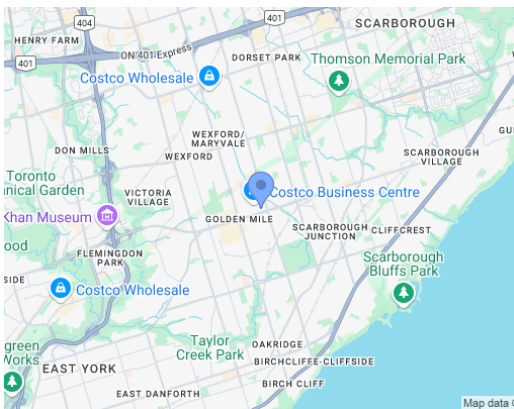 404
401
SCARBOROUGH
HENRY FARM
ON 401 Express
401
DORSET PARK
Thomson Memorial Park
Costco Wholesale
WEXFORD/
MARYVALE
DON MILLS
WEXFORD
SCARBOROUGH
VILLAGE
GU
Toronto
anical Garden
VICTORIA
VILLAGE
Costco Business Centre
Khan Museum
GOLDEN MILE
SCARBOROUGH
JUNCTION
CLIFFCREST
ood
FLEMINGDON
PARK
Scarborough
Bluffs Park
SIDE
Costco Wholesale
green
Works
Taylor
Creek Park
OAKRIDGE
BIRCHCLIFFE-CLIFFSIDE
EAST YORK
BIRCH CLIFF
EAST DANFORTH
Map data